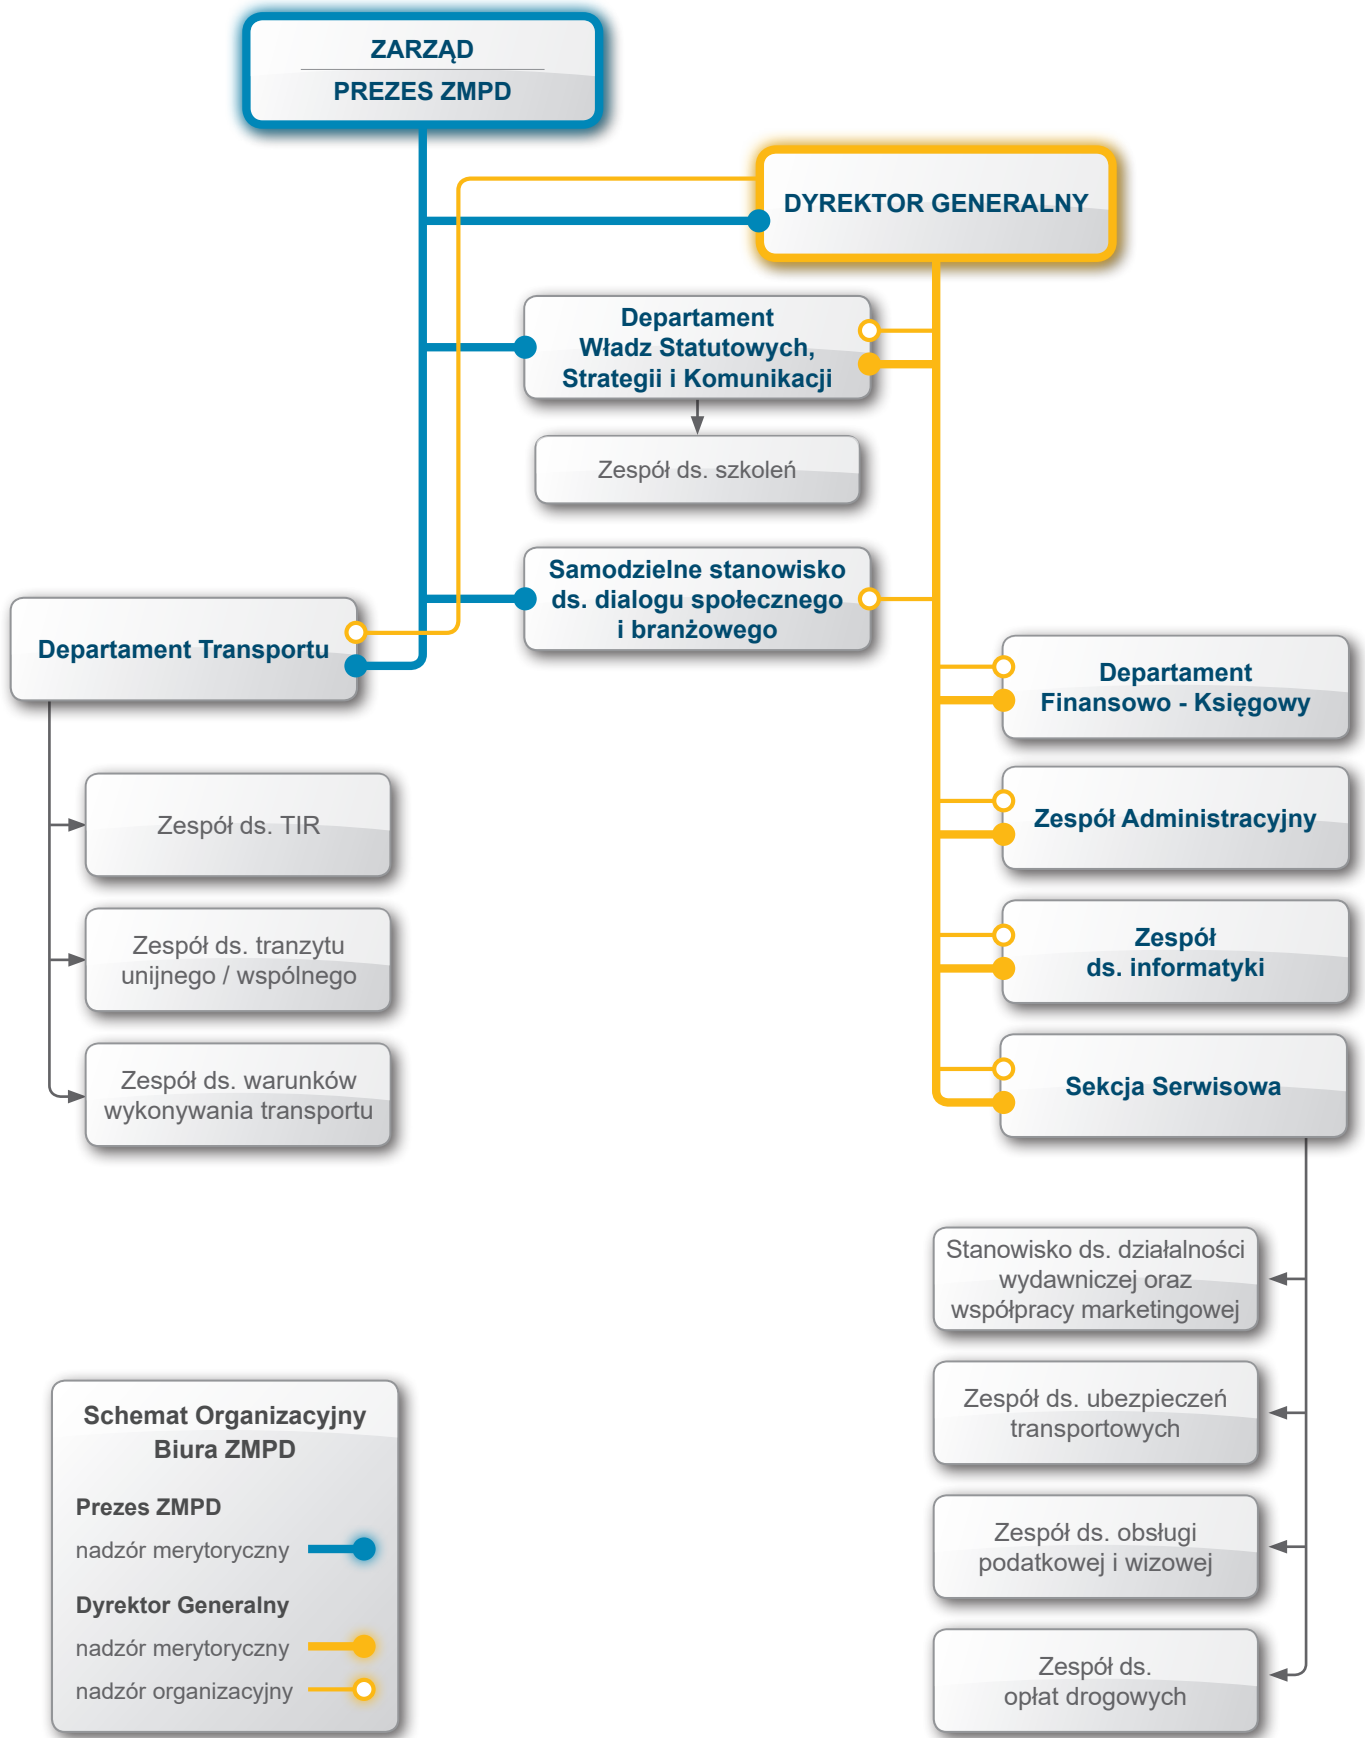 ZARZĄD
PREZES ZMPD
DYREKTOR GENERALNY
Departament
Władz Statutowych,
Strategii i Komunikacji
Zespół ds. szkoleń
Samodzielne stanowisko
ds. dialogu społecznego
i branżowego
Departament Transportu
Zespół ds. TIR
Zespół ds. tranzytu
unijnego / wspólnego
Zespół ds. warunków
wykonywania transportu
Departament
Finansowo - Księgowy
Zespół Administracyjny
Zespół
ds. informatyki
Sekcja Serwisowa
Stanowisko ds. działalności
wydawniczej oraz
współpracy marketingowej
Zespół ds. ubezpieczeń
transportowych
Zespół ds. obsługi
podatkowej i wizowej
Zespół ds.
opłat drogowych
Schemat Organizacyjny
Biura ZMPD
Prezes ZMPD
nadzór merytoryczny
Dyrektor Generalny
nadzór merytoryczny
nadzór organizacyjny